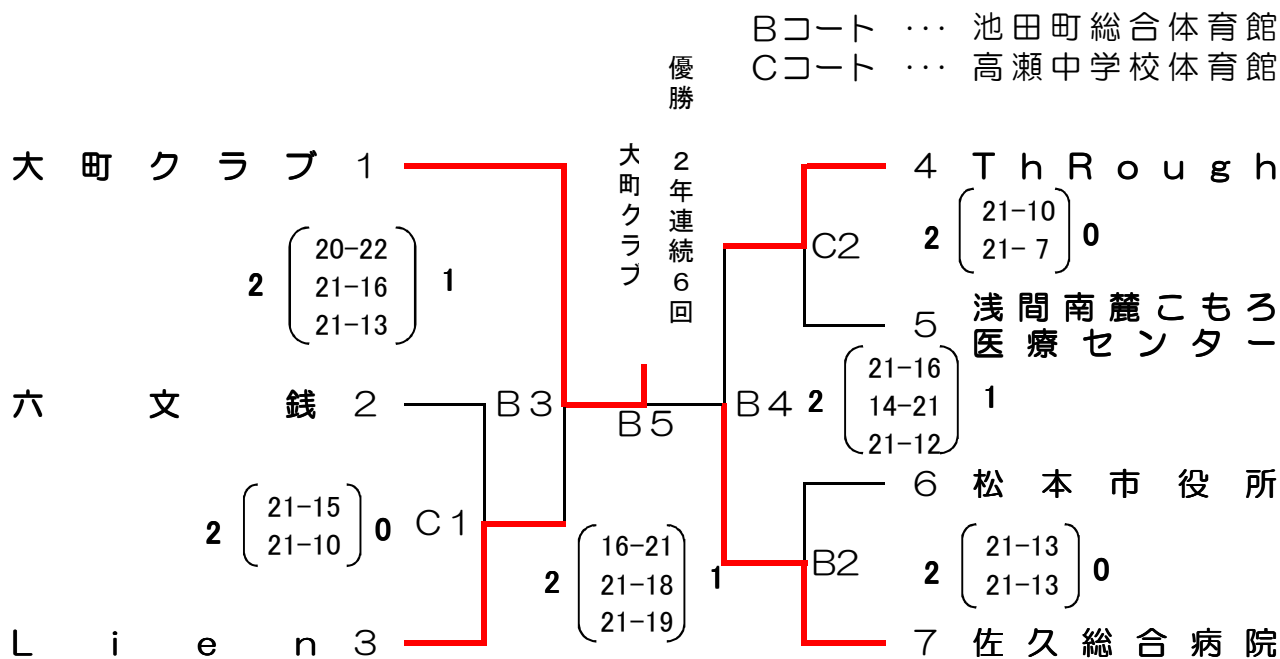 Bコート … 池田町総合体育館
Cコート … 高瀬中学校体育館
優勝 2年連続6回
大町クラブ
大町クラブ 1
20-22
2 21-16 1
21-13
六文銭 2
B3
21-15
2 21-10 0
C1
Lien 3
B5
16-21
2 21-18 1
21-19
4 ThRough
C2
21-10
2 21- 7 0
5 浅間南麓こもろ
医療センター
B4
21-16
2 14-21 1
21-12
6 松本市役所
B2
21-13
2 21-13 0
7 佐久総合病院